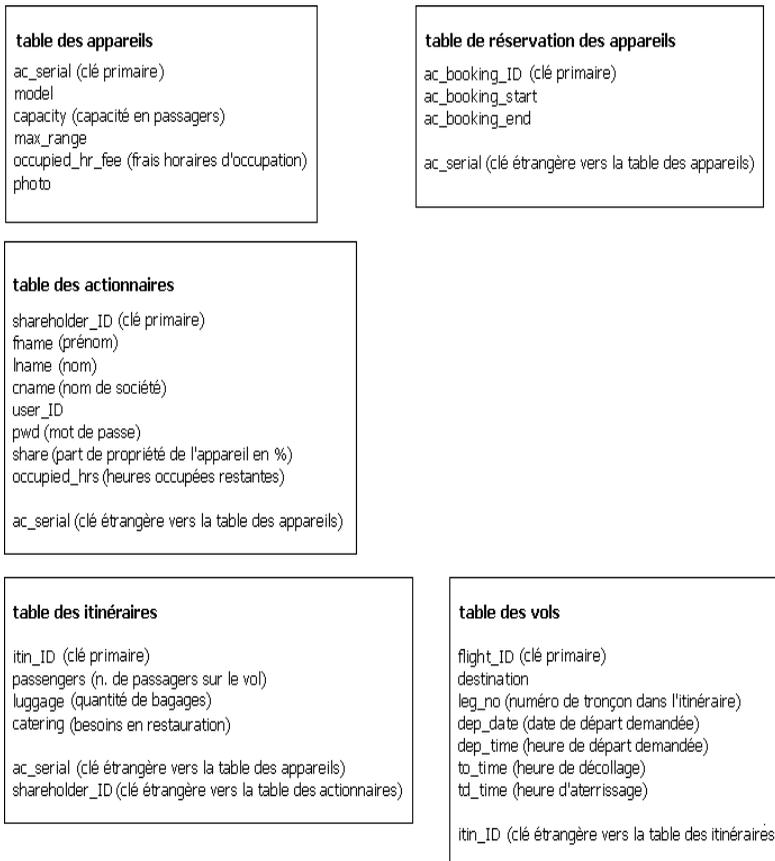 table des appareils
ac_serial (clé primaire)
model
capacity (capacité en passagers)
max_range
occupied_hr_fee (frais horaires d'occupation)
photo
table de réservation des appareils
ac_booking_ID (clé primaire)
ac_booking_start
ac_booking_end
ac_serial (clé étrangère vers la table des appareils)
table des actionnaires
shareholder_ID (clé primaire)
fname (prénom)
lname (nom)
cname (nom de société)
user_ID
pwd (mot de passe)
share (part de propriété de l'appareil en %)
occupied_hrs (heures occupées restantes)
ac_serial (clé étrangère vers la table des appareils)
table des itinéraires
itin_ID (clé primaire)
passengers (n. de passagers sur le vol)
luggage (quantité de bagages)
catering (besoins en restauration)
ac_serial (clé étrangère vers la table des appareils)
shareholder_ID (clé étrangère vers la table des actionnaires)
table des vols
flight_ID (clé primaire)
destination
leg_no (numéro de tronçon dans l'itinéraire)
dep_date (date de départ demandée)
dep_time (heure de départ demandée)
to_time (heure de décollage)
td_time (heure d'aterrissage)
itin_ID (clé étrangère vers la table des itinéraires